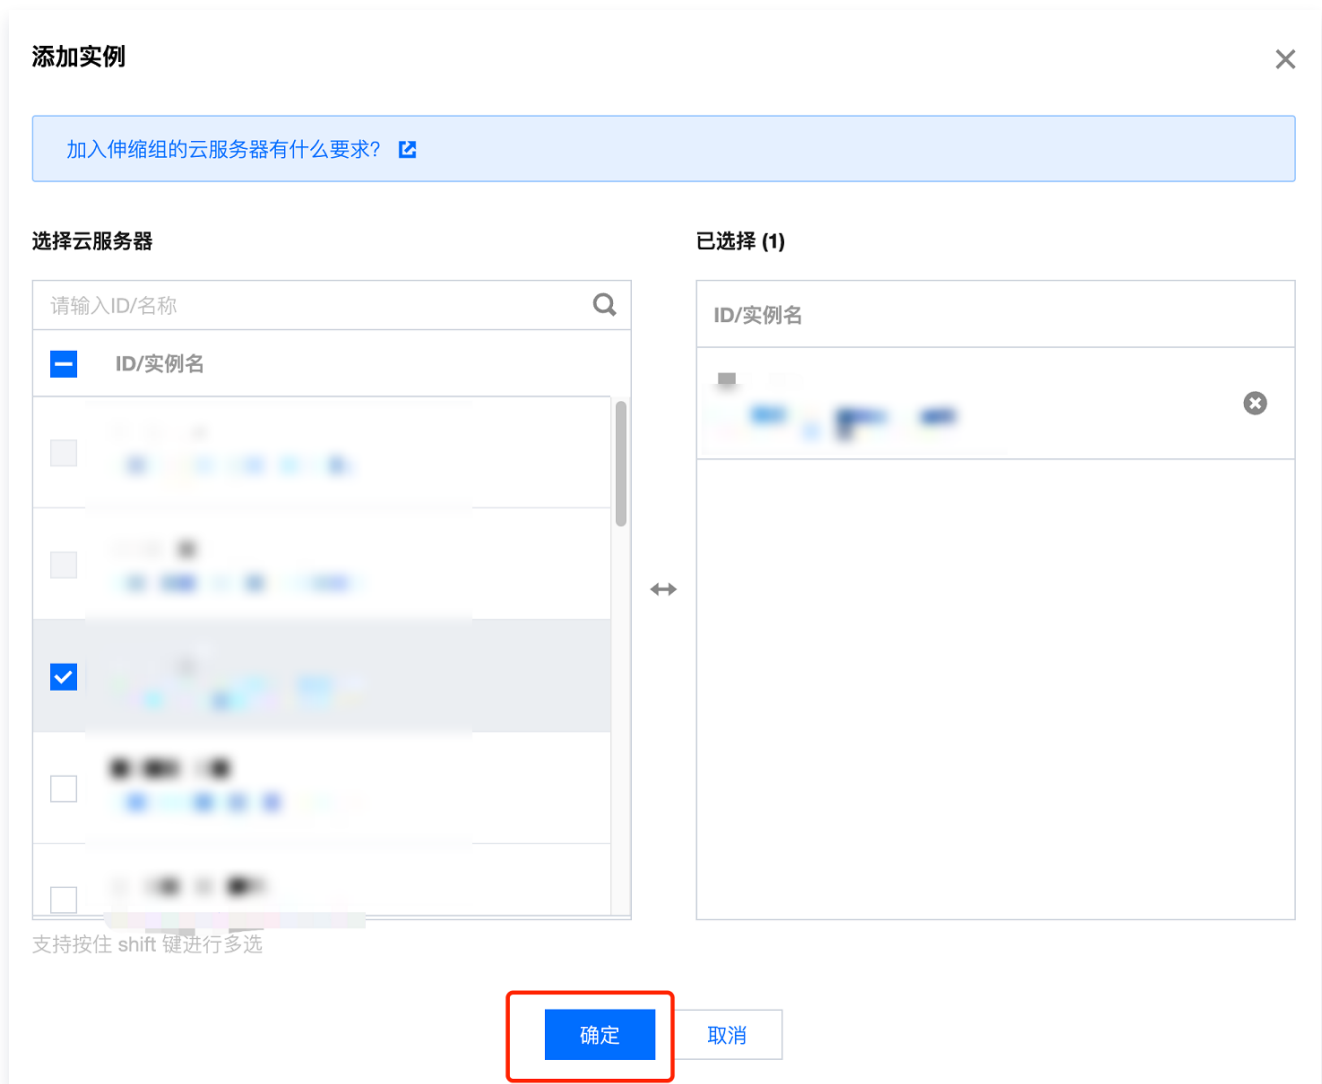 添加实例
加入伸缩组的云服务器有什么要求?
选择云服务器
已选择 (1)
请输入ID/名称
ID/实例名
ID/实例名
支持按住 shift 键进行多选
确定
取消